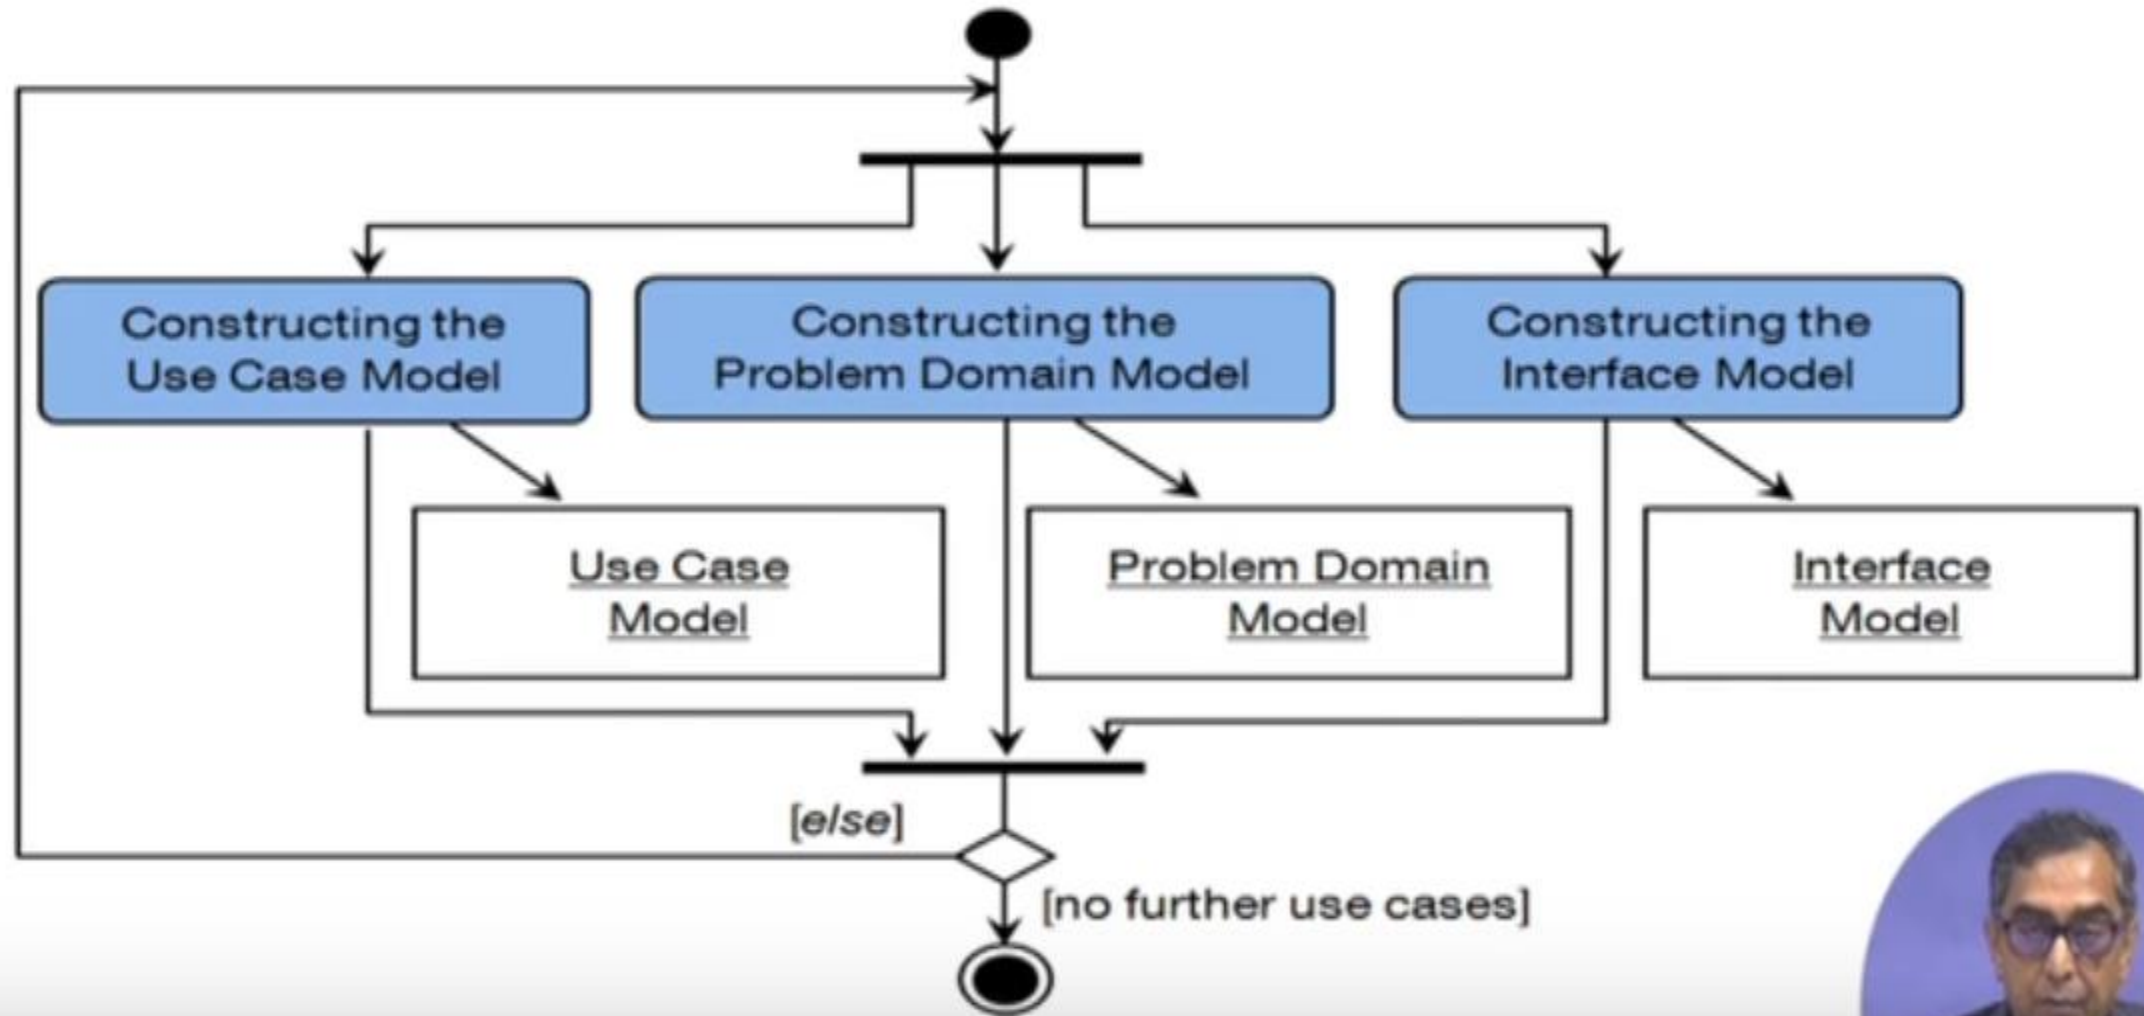 Constructing the
Use Case Model
Constructing the
Problem Domain Model
Constructing the
Interface Model
Use Case
Model
Problem Domain
Model
Interface
Model
[else]
[no further use cases]